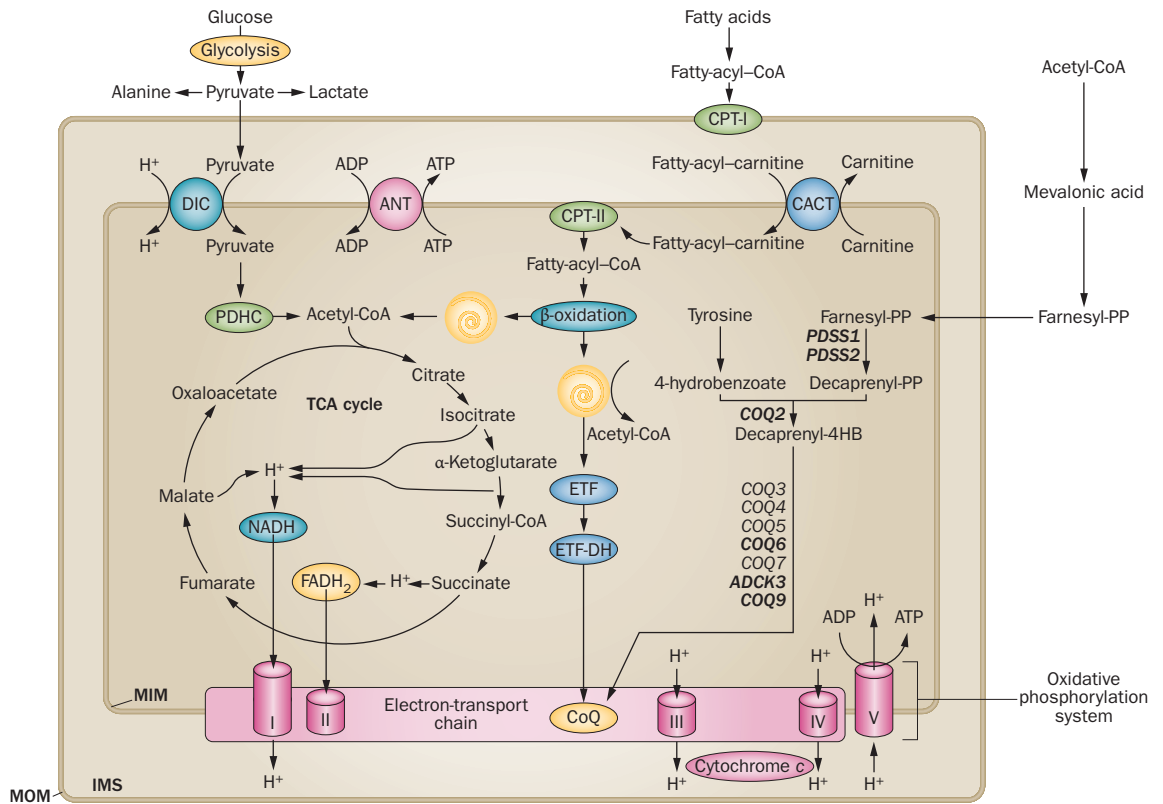 Glucose
Glycolysis
Alanine
Pyruvate
Lactate
Fatty acids
Fatty-acyl–CoA
CPT-I
Acetyl-CoA
Mevalonic acid
Farnesyl-PP
H+
Pyruvate
DIC
H+
Pyruvate
ADP
ATP
ANT
ADP
ATP
Fatty-acyl–carnitine
Carnitine
CACT
Fatty-acyl–carnitine
Carnitine
CPT-II
Fatty-acyl–CoA
PDHC
Acetyl-CoA
β-oxidation
Tyrosine
Farnesyl-PP
PDSS1
PDSS2
4-hydrobenzoate
Decaprenyl-PP
COQ2
Decaprenyl-4HB
Acetyl-CoA
Oxaloacetate
TCA cycle
Citrate
Isocitrate
α-Ketoglutarate
H+
Malate
NADH
Succinyl-CoA
Fumarate
FADH2
H+
Succinate
ETF
ETF-DH
COQ3
COQ4
COQ5
COQ6
COQ7
ADCK3
COQ9
ADP
H+
ATP
H+
H+
MIM
I
II
Electron-transport
chain
CoQ
III
IV
V
Oxidative
phosphorylation
system
H+
H+
Cytochrome c
H+
H+
IMS
MOM